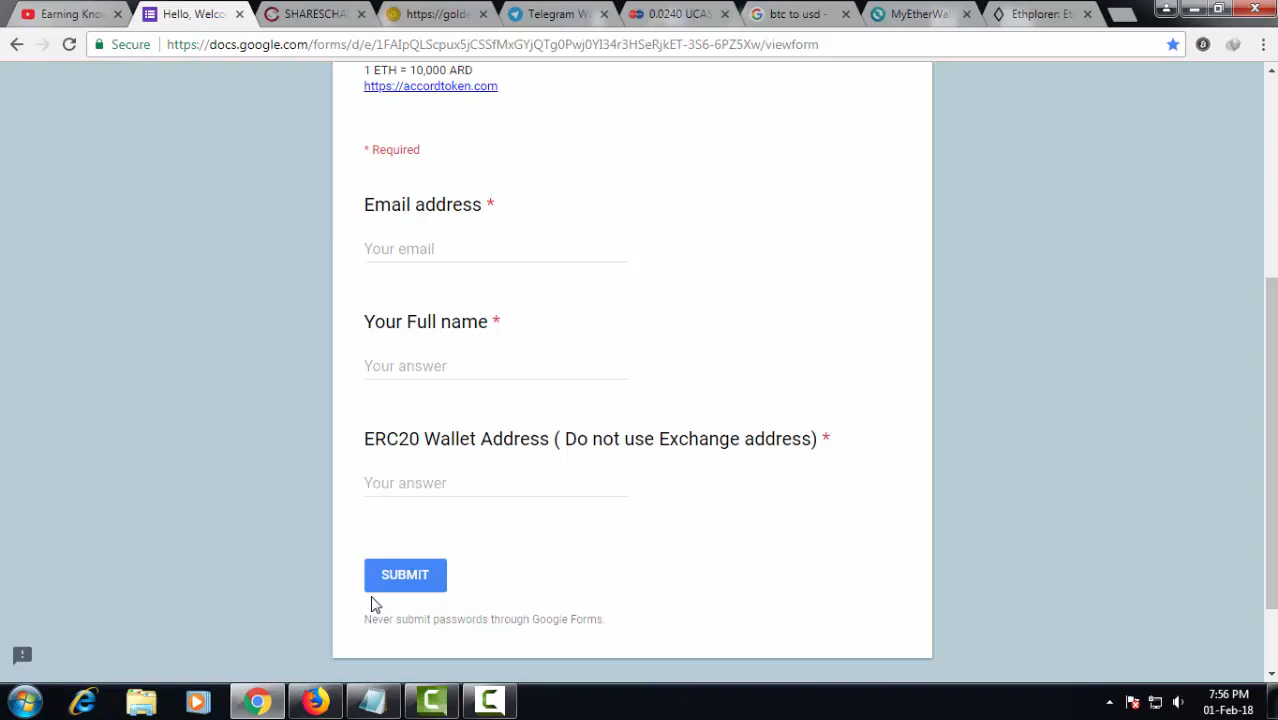 Earning Kno
Hello, Welco
SHARESCHA
https://gold
Telegram W
0.0240 UCAS
btc to usd -
MyEtherWal
Ethplorer: Et
Secure
https://docs.google.com/forms/d/e/1FAIpQLScpux5jCSSfMxGYjQTg0Pwj0YI34r3HSeRjkET-3S6-6PZ5Xw/viewform
1 ETH = 10,000 ARD
https://accordtoken.com
* Required
Email address *
Your email
Your Full name *
Your answer
ERC20 Wallet Address ( Do not use Exchange address) *
Your answer
SUBMIT
Never submit passwords through Google Forms.
7:56 PM
01-Feb-18